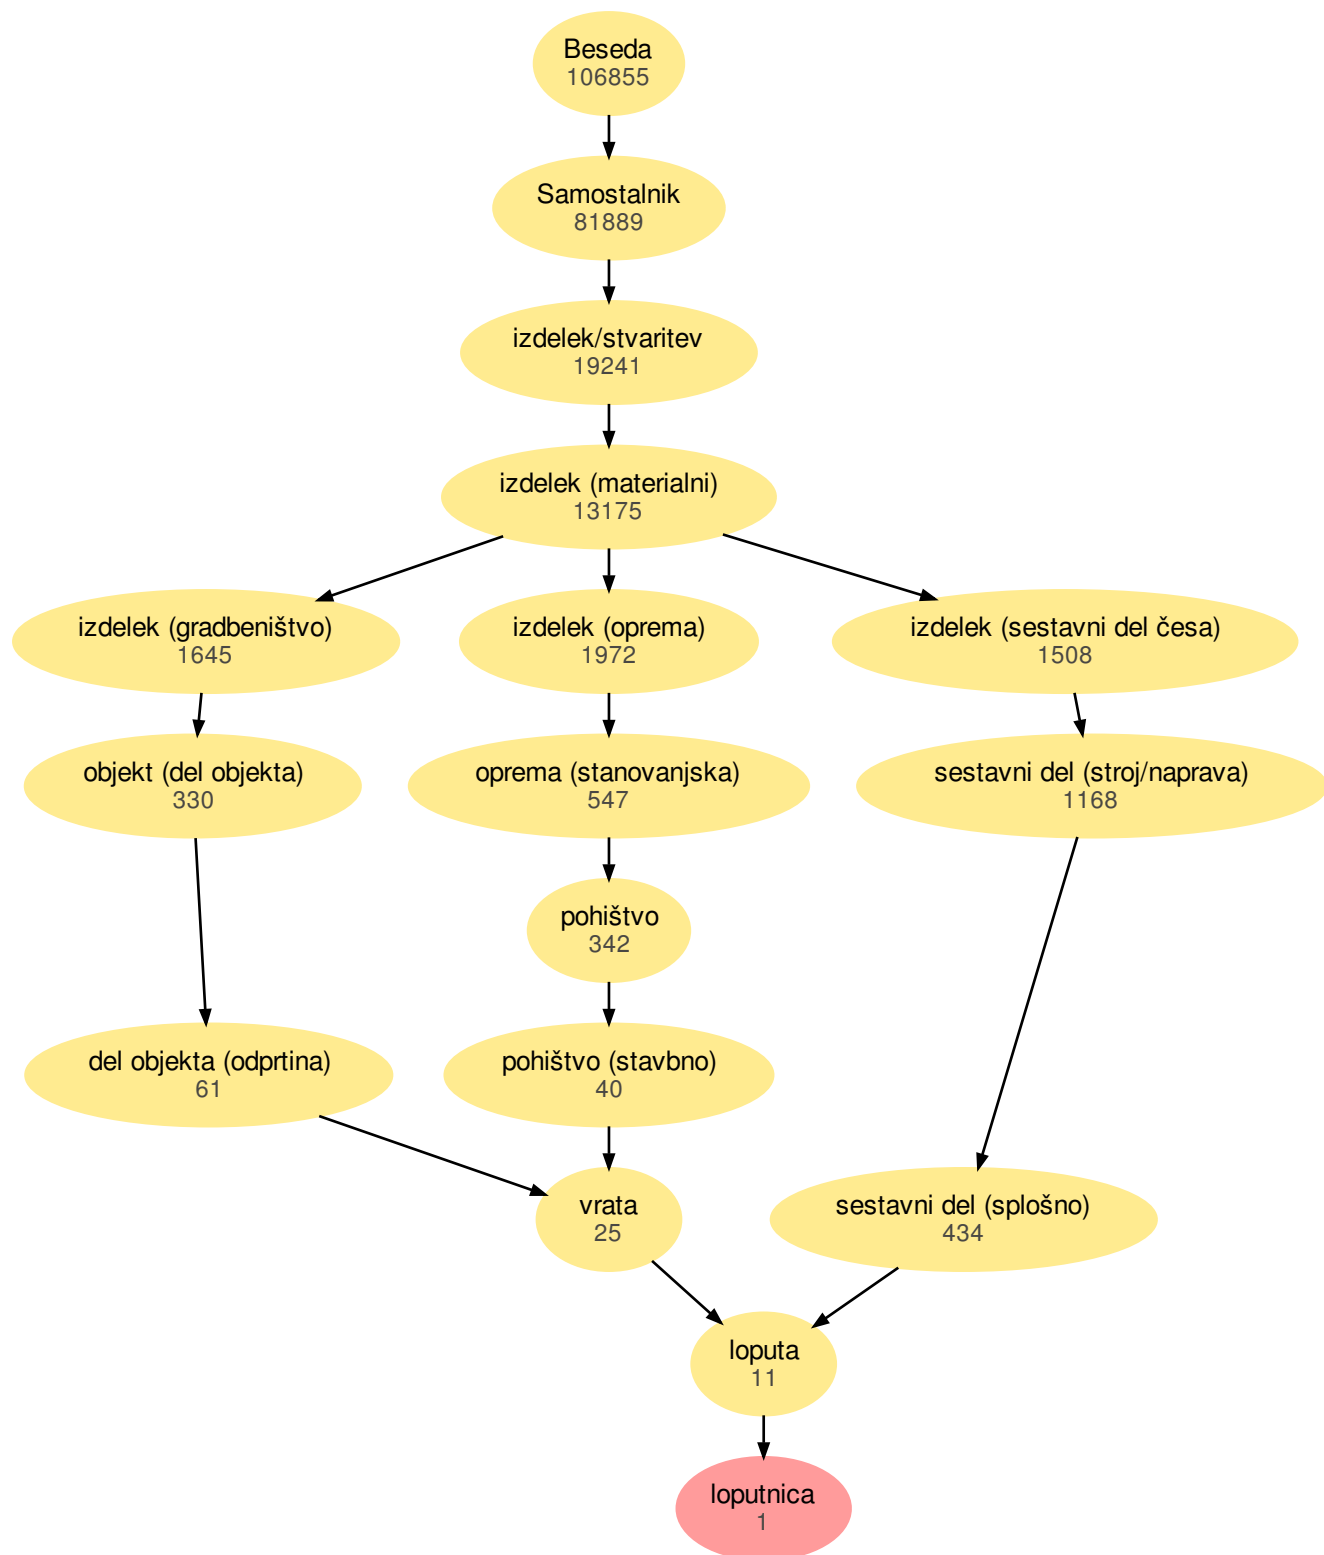 Beseda
106855
Samostalnik
81889
izdelek/stvaritev
19241
izdelek (materialni)
13175
izdelek (gradbeništvo)
1645
izdelek (oprema)
1972
izdelek (sestavni del česa)
1508
objekt (del objekta)
330
oprema (stanovanjska)
547
sestavni del (stroj/naprava)
1168
pohištvo
342
del objekta (odprtina)
61
pohištvo (stavbno)
40
vrata
25
sestavni del (splošno)
434
loputa
11
loputnica
1